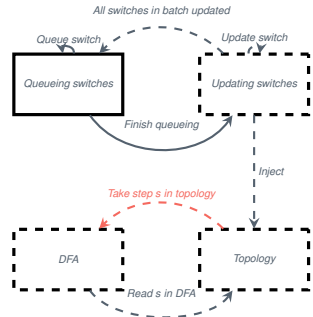 All switches in batch updated
Queue switch
Update switch
Queueing switches
Updating switches
Finish queueing
Inject
Take step s in topology
DFA
Topology
Read s in DFA